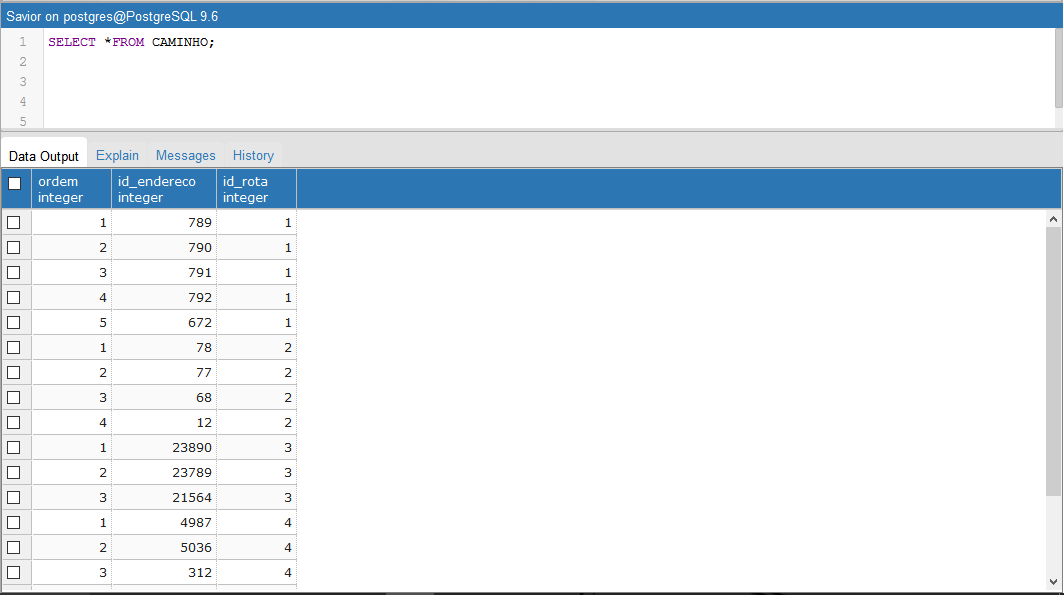 Savior on postgres@PostgreSQL 9.6
1 SELECT *FROM CAMINHO;
2
3
4
5
Data Output Explain Messages History
ordem id_endereco id_rota
integer integer integer
1 789 1
2 790 1
3 791 1
4 792 1
5 672 1
1 78 2
2 77 2
3 68 2
4 12 2
1 23890 3
2 23789 3
3 21564 3
1 4987 4
2 5036 4
3 312 4